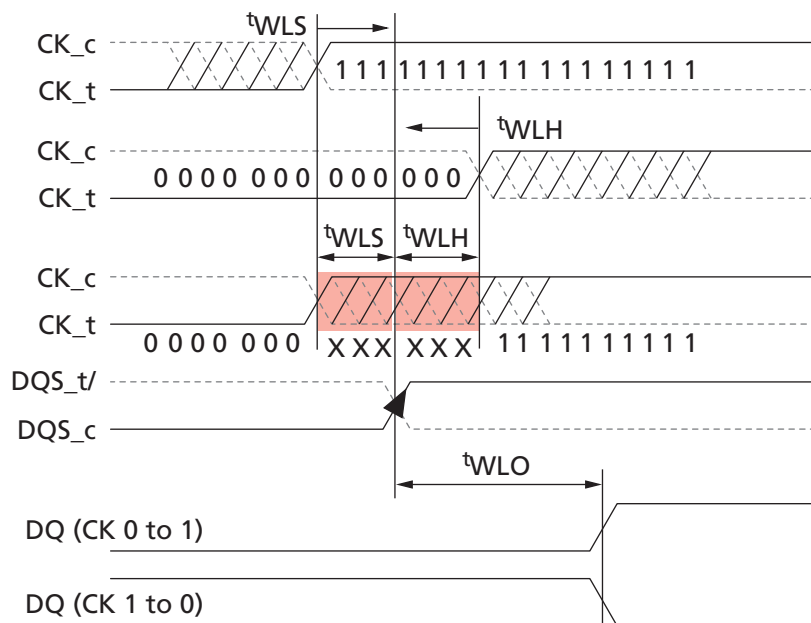 tWLS
CK_c
1 1 1 1 1 1 1 1 1 1 1 1 1 1 1 1 1
CK_t
tWLH
CK_c
0 0 0 0 0 0 0 0 0 0 0 0 0
CK_t
tWLS tWLH
CK_c
CK_t
0 0 0 0 0 0 0 X X X X X X 1 1 1 1 1 1 1 1 1 1
DQS_t/
DQS_c
tWLO
DQ (CK 0 to 1)
DQ (CK 1 to 0)